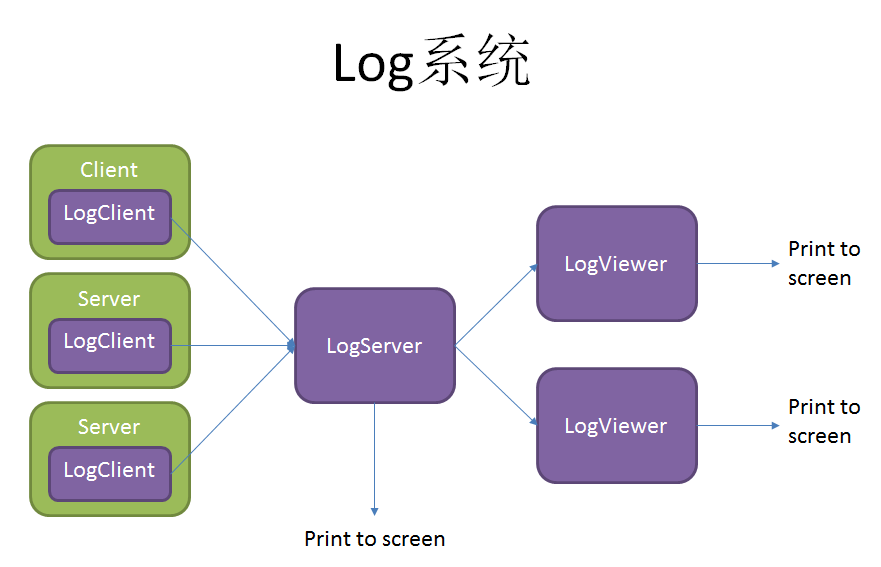 Log系统
Client
LogClient
Server
LogClient
Server
LogClient
LogServer
Print to screen
LogViewer
Print to
screen
LogViewer
Print to
screen